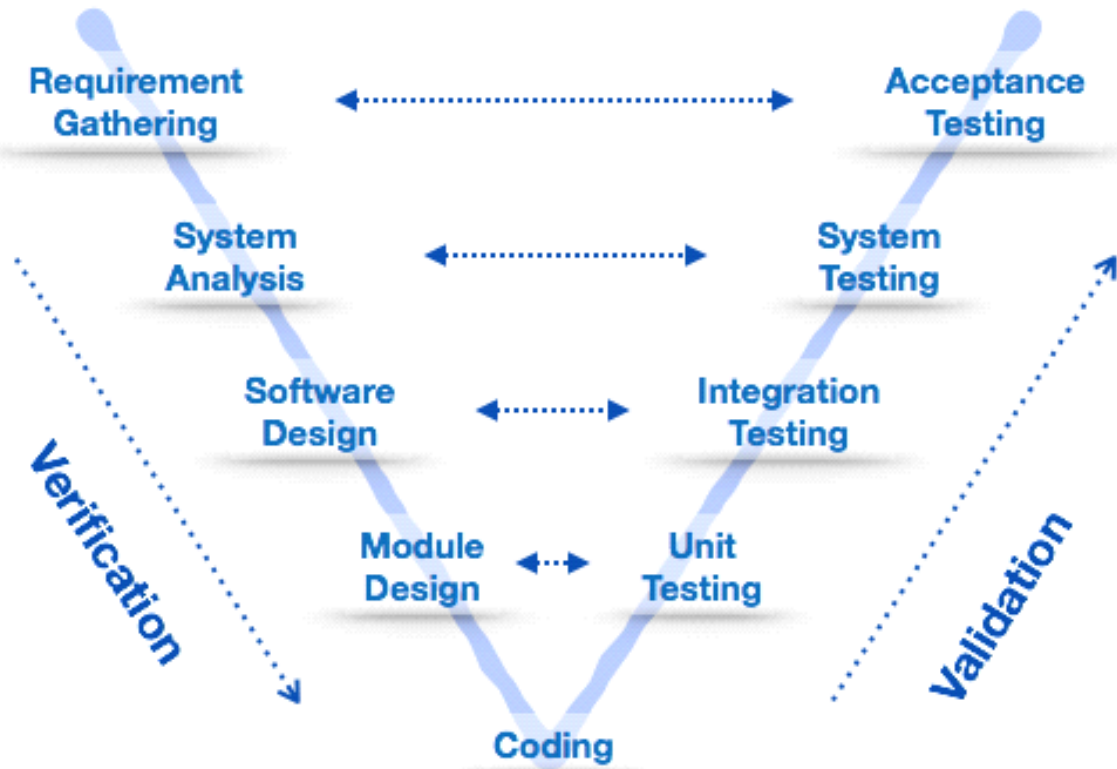 Requirement
Gathering
Acceptance
Testing
System
Analysis
System
Testing
Software
Design
Integration
Testing
Module
Design
Unit
Testing
Coding
Verification
Validation